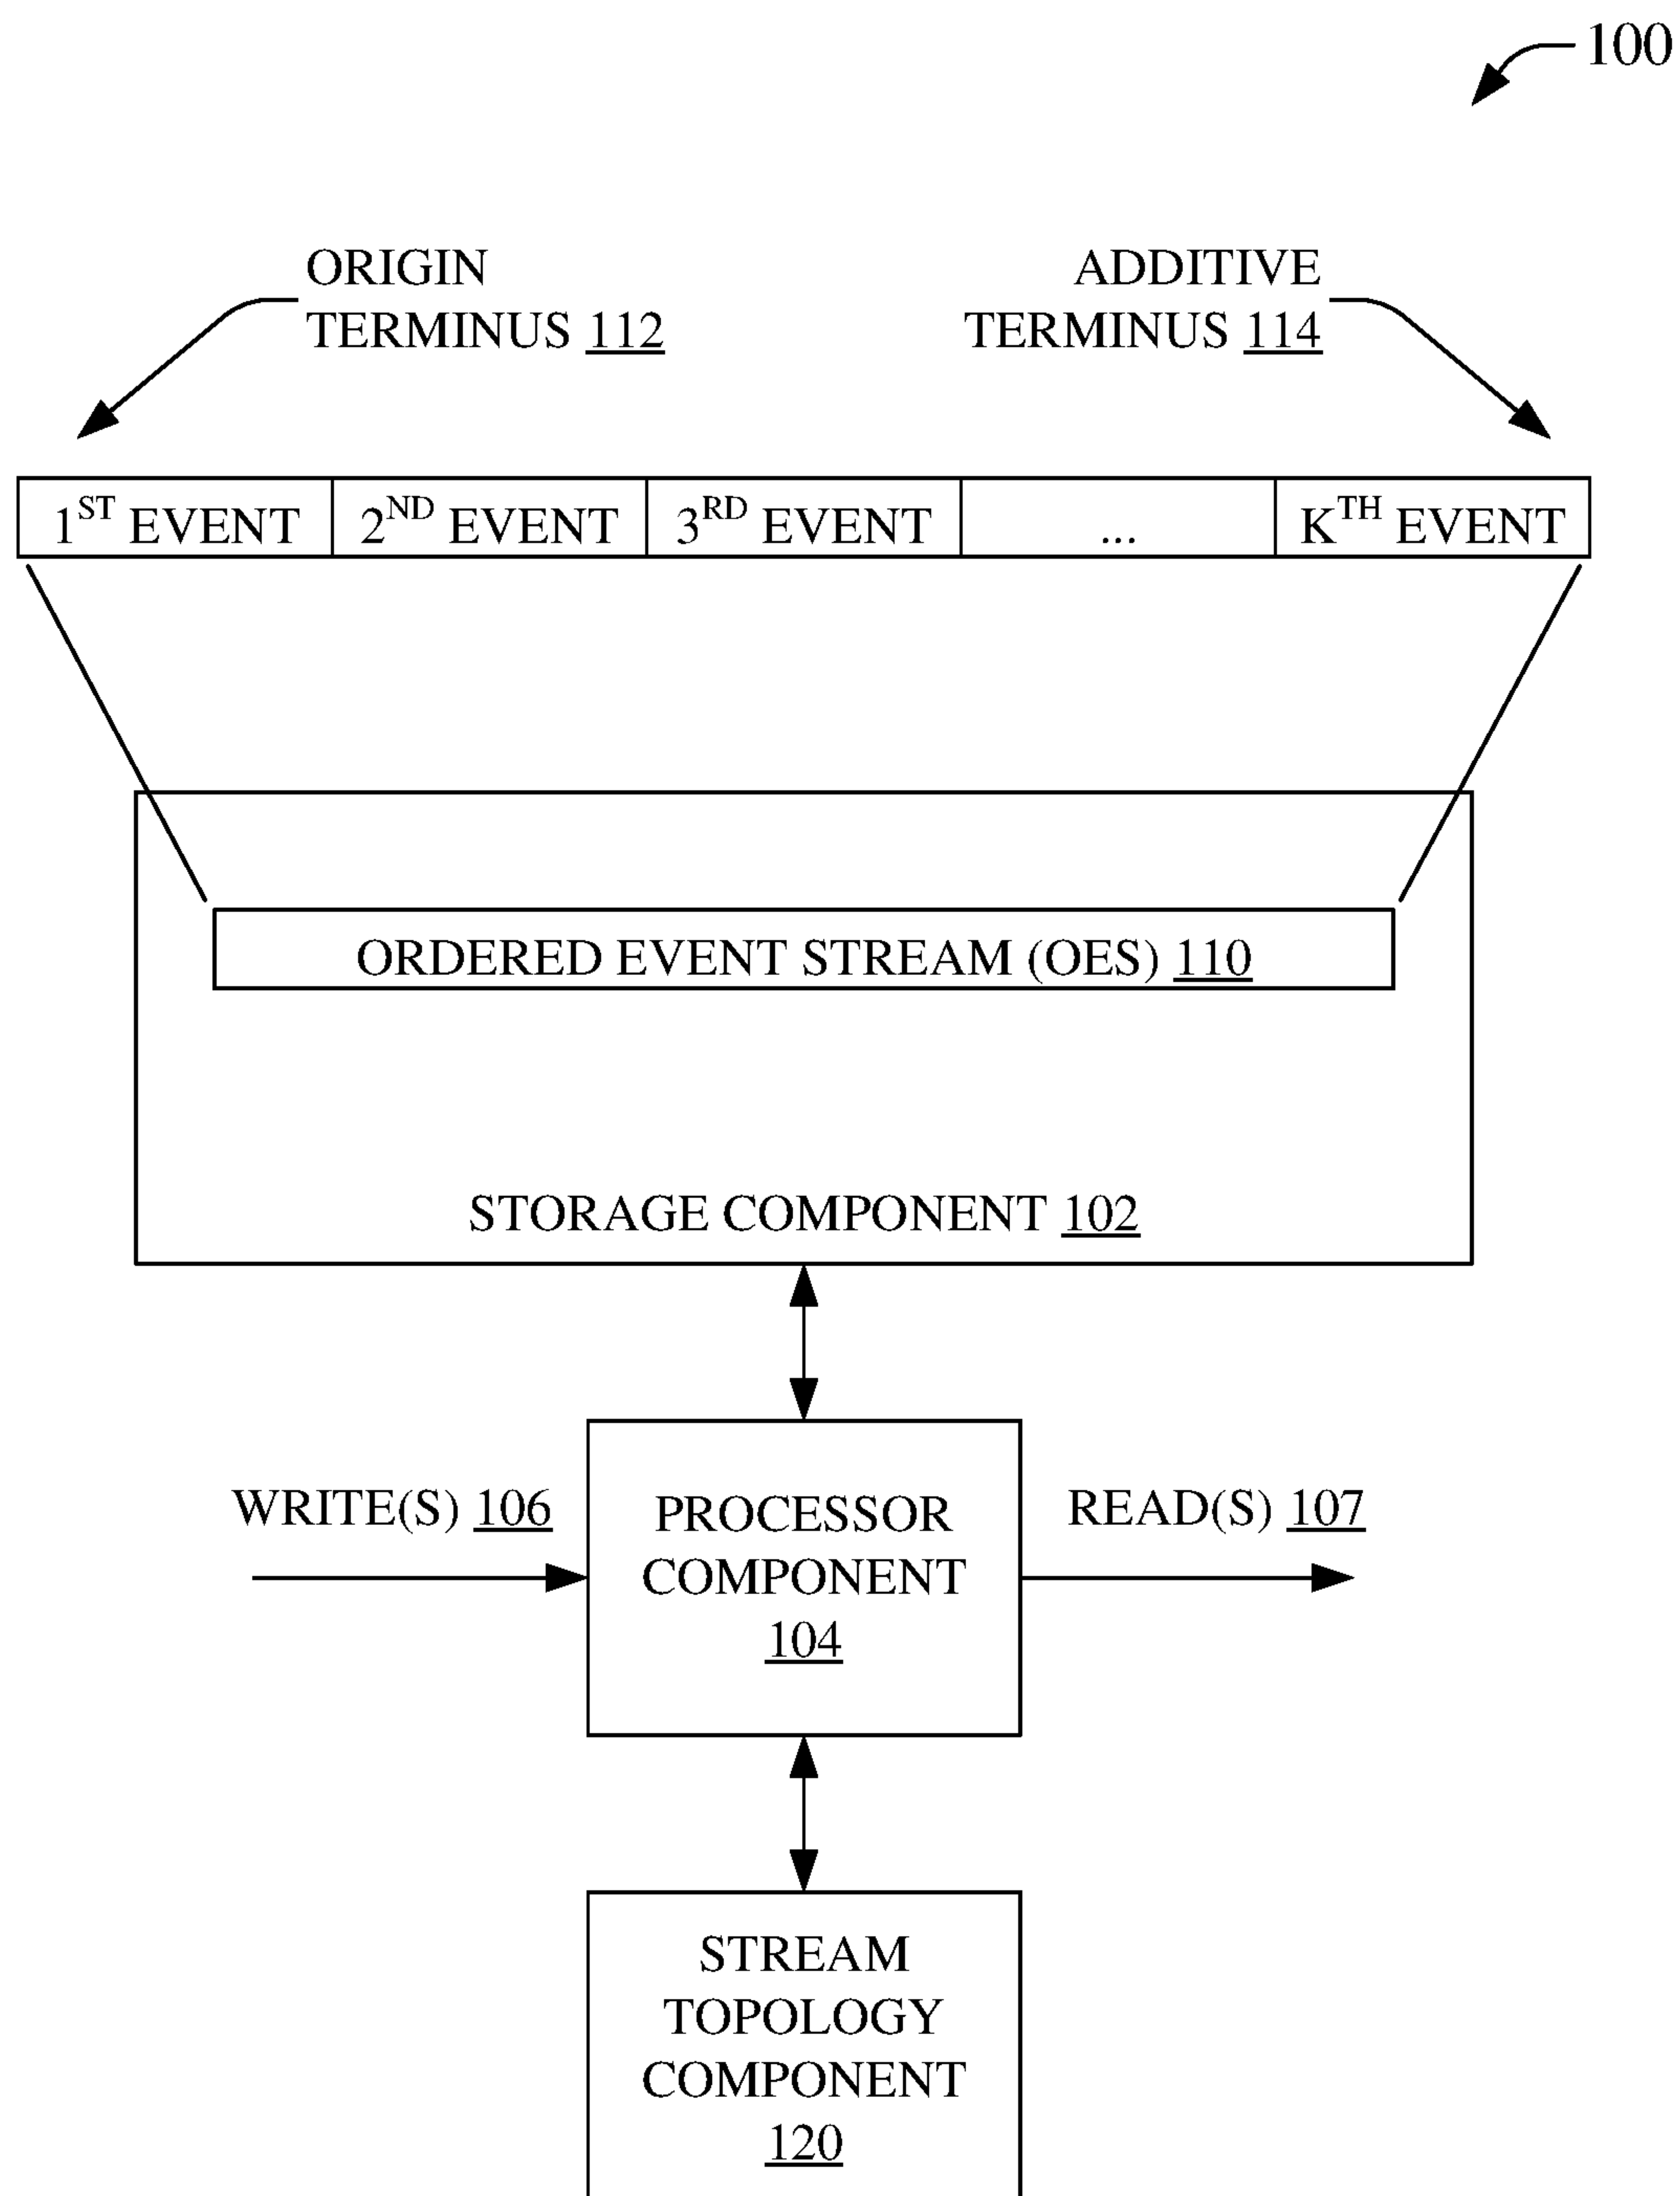 100
ORIGIN
TERMINUS 112
ADDITIVE
TERMINUS 114
1ST EVENT 2ND EVENT 3RD EVENT ... KTH EVENT
ORDERED EVENT STREAM (OES) 110
STORAGE COMPONENT 102
WRITE(S) 106
PROCESSOR
COMPONENT
104
READ(S) 107
STREAM
TOPOLOGY
COMPONENT
120